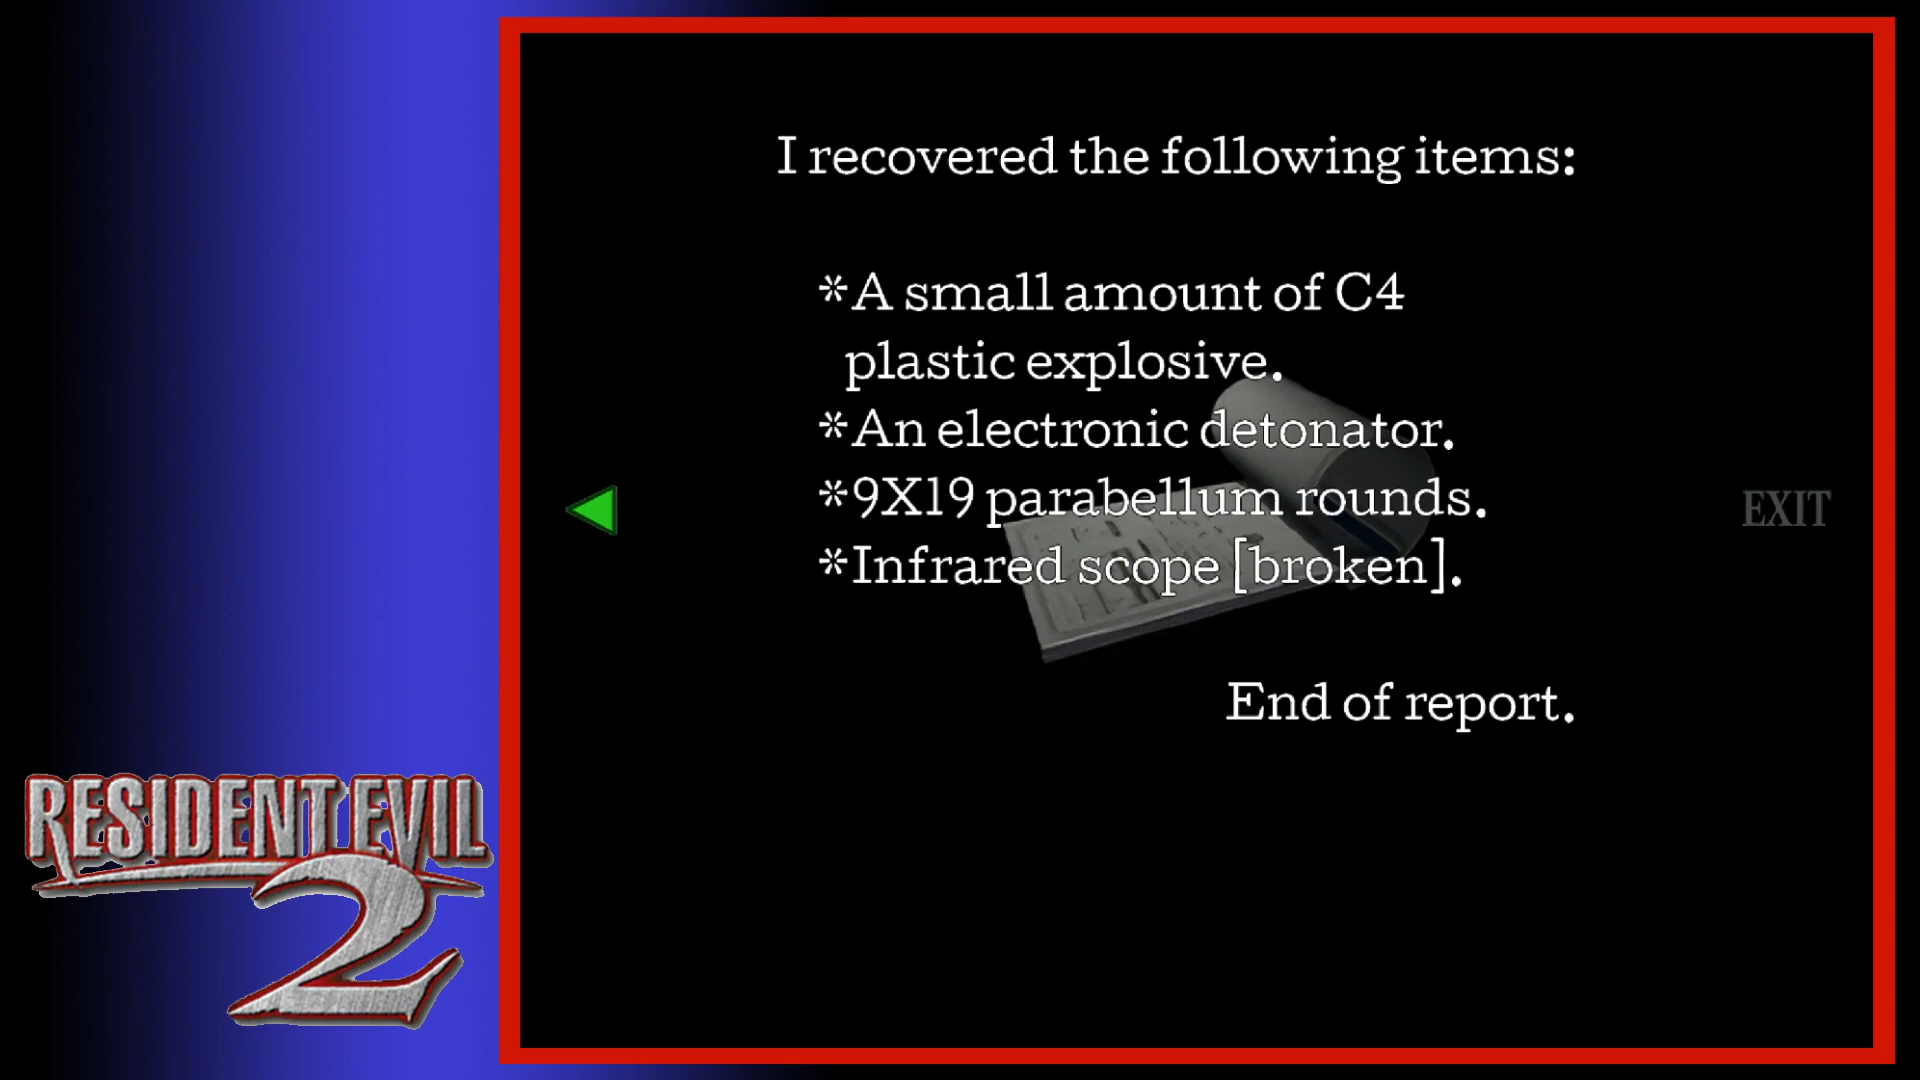 I recovered the following items:
*A small amount of C4
plastic explosive.
*An electronic detonator.
*9X19 parabellum rounds.
*Infrared scope [broken].
End of report.
EXIT
RESIDENT EVIL
2